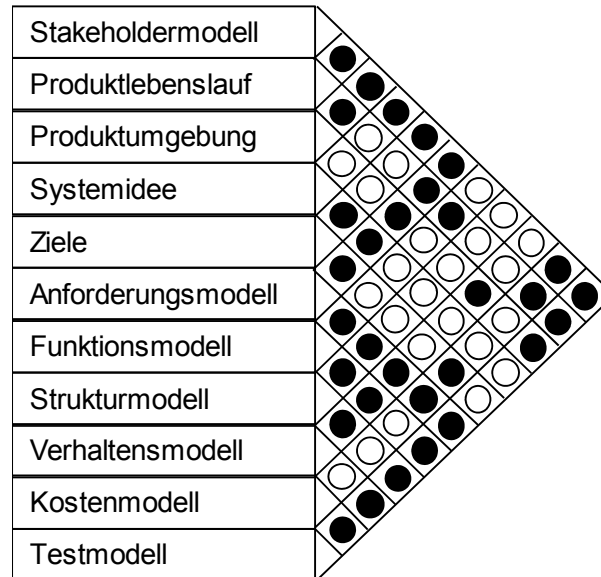 Stakeholdermodell
Produktlebenslauf
Produktumgebung
Systemidee
Ziele
Anforderungsmodell
Funktionsmodell
Strukturmodell
Verhaltensmodell
Kostenmodell
Testmodell